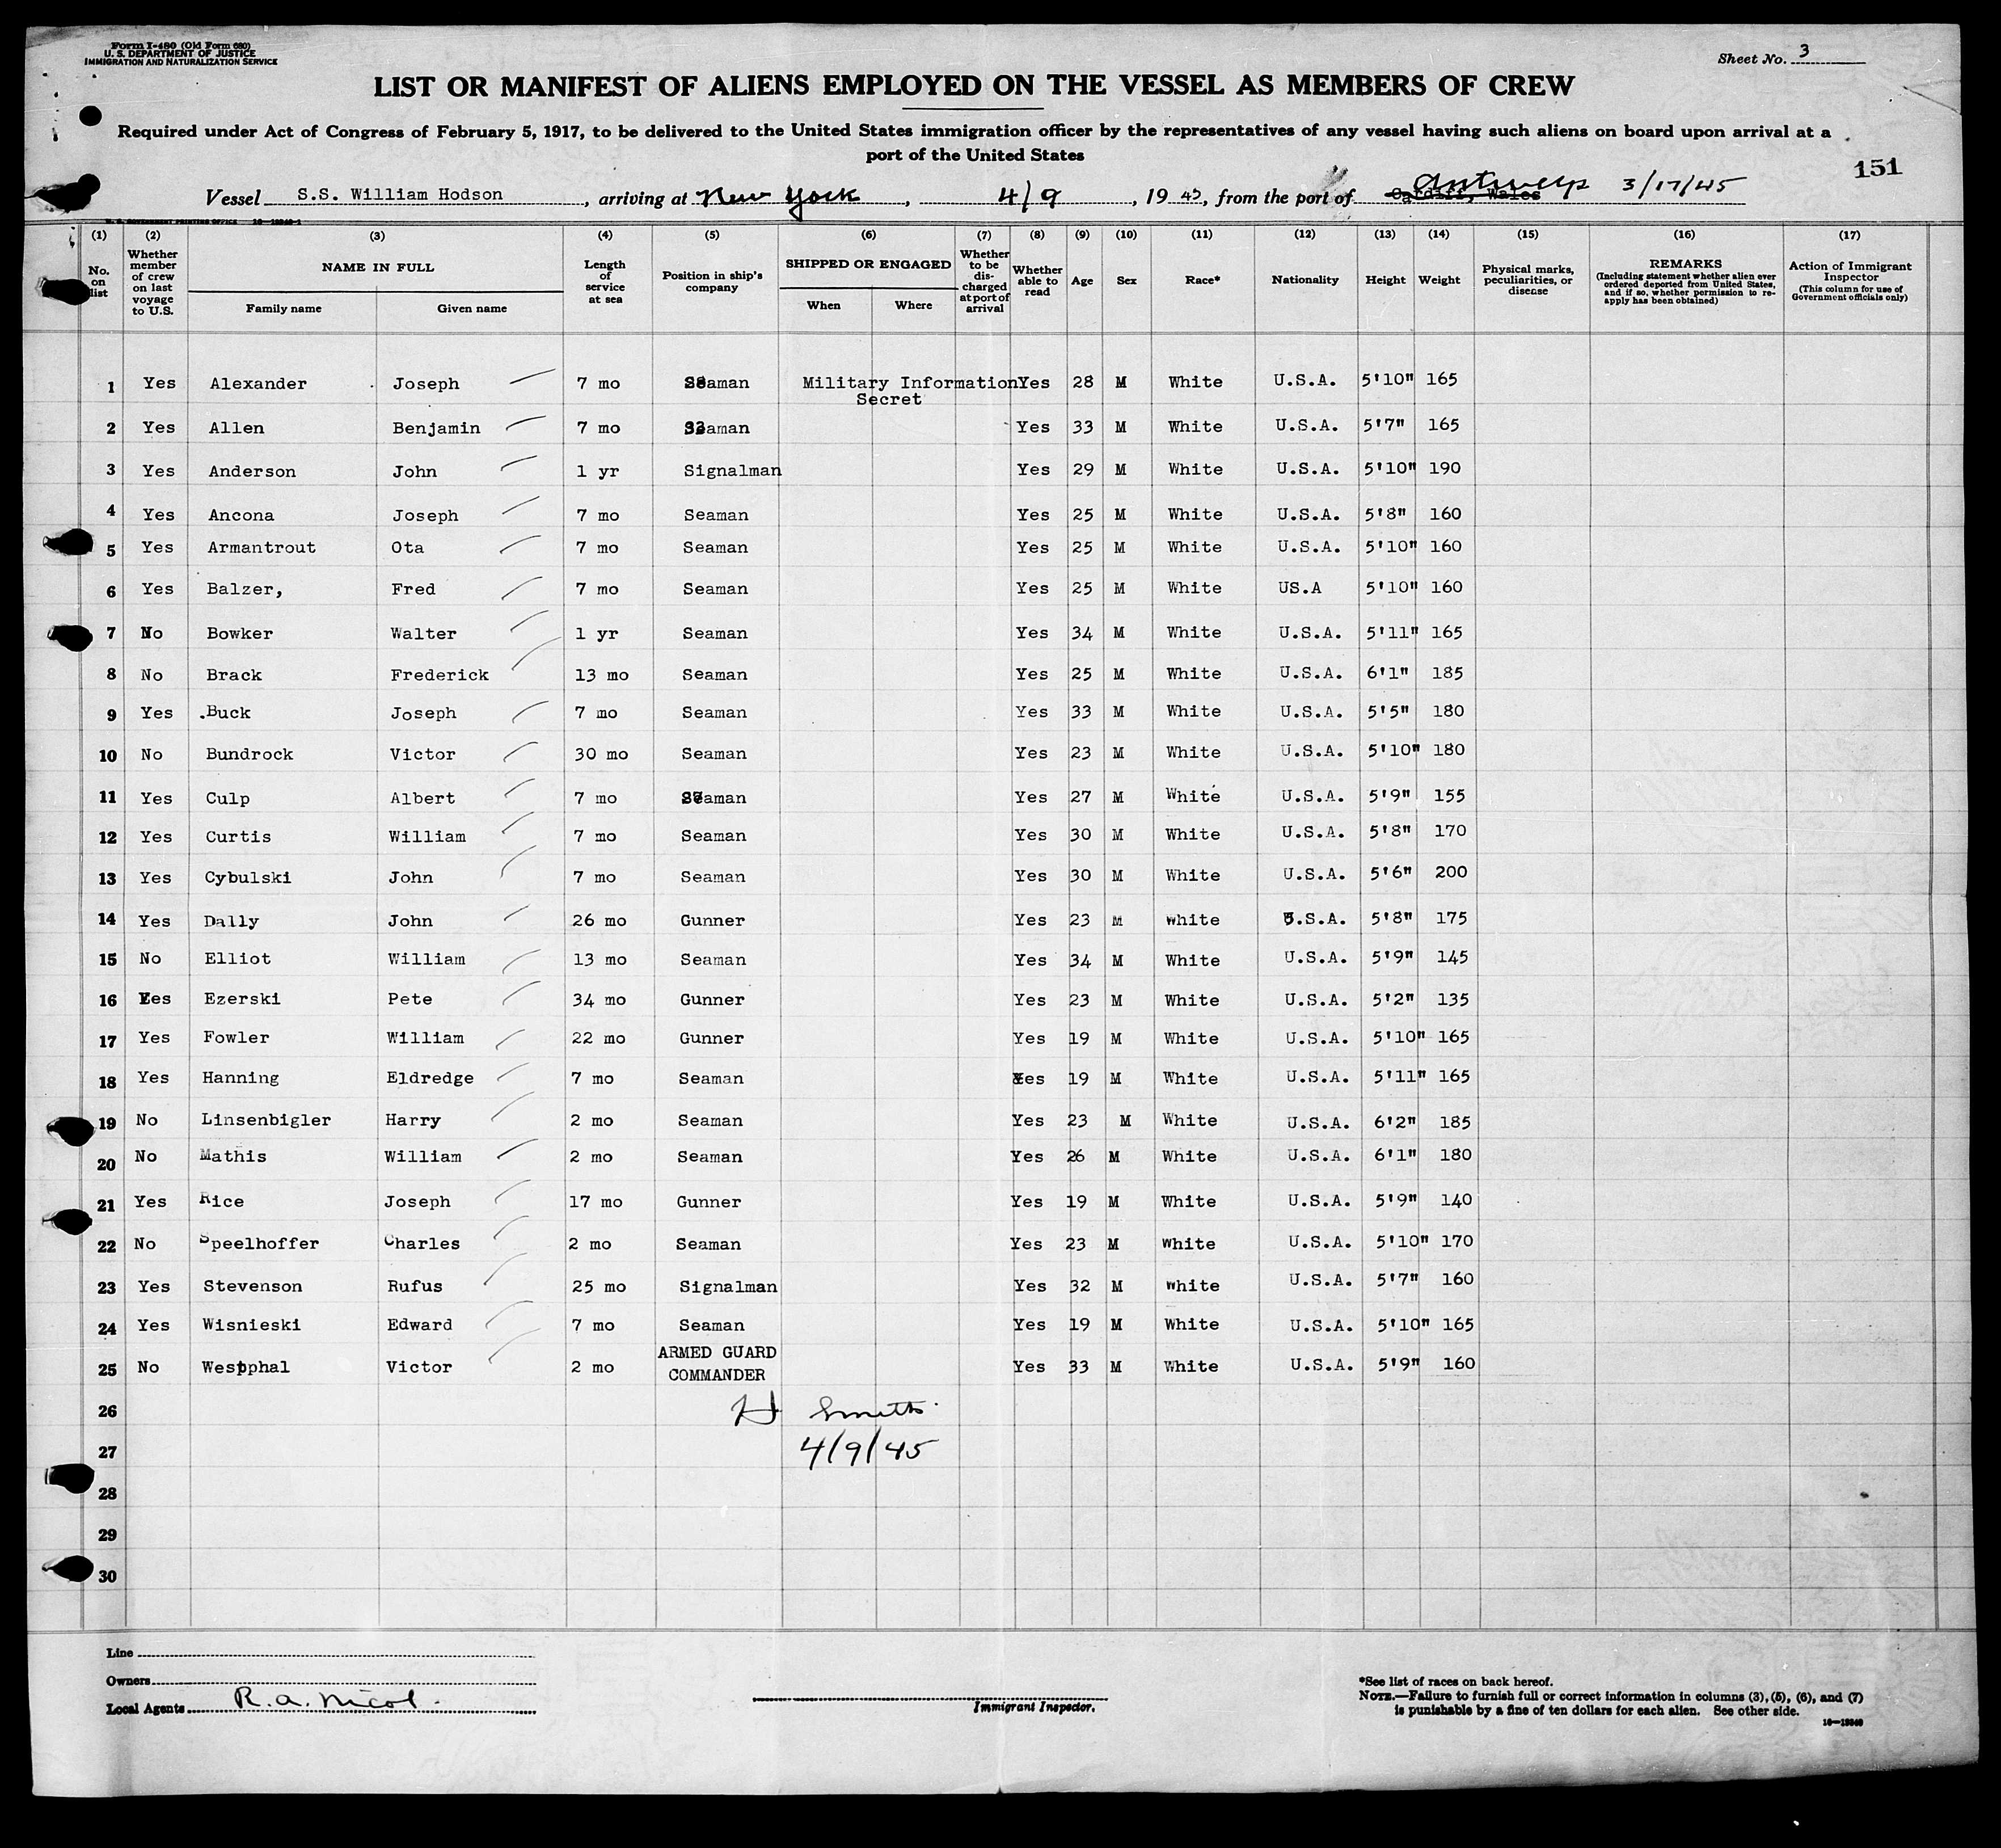 Form I-480 (Old Form 680)
U. S. DEPARTMENT OF JUSTICE
IMMIGRATION AND NATURALIZATION SERVICE
Sheet No. 3
LIST OR MANIFEST OF ALIENS EMPLOYED ON THE VESSEL AS MEMBERS OF CREW
Required under Act of Congress of February 5, 1917, to be delivered to the United States immigration officer by the representatives of any vessel having such aliens on board upon arrival at a
port of the United States
151
Vessel S.S. William Hodson, arriving at New York, 4/9, 19 45, from the port of Cardiff, Wales Antwerp 3/17/45
(1) (2) (3) (4) (5) (6) (7) (8) (9) (10) (11) (12) (13) (14) (15) (16) (17)
No. on list
Whether member of crew on last voyage to U.S.
NAME IN FULL
Family name Given name
Length of service at sea
Position in ship's company
SHIPPED OR ENGAGED
When Where
Whether to be discharged at port of arrival
Whether able to read
Age
Sex
Race*
Nationality
Height
Weight
Physical marks, peculiarities, or disease
REMARKS
(Including statement whether alien ever ordered deported from United States, and if so, whether permission to re-apply has been obtained)
Action of Immigrant Inspector
(This column for use of Government officials only)
1 Yes Alexander Joseph 7 mo Seaman Military Information Yes 28 M White U.S.A. 5'10" 165
Secret
2 Yes Allen Benjamin 7 mo Seaman Yes 33 M White U.S.A. 5'7" 165
3 Yes Anderson John 1 yr Signalman Yes 29 M White U.S.A. 5'10" 190
4 Yes Ancona Joseph 7 mo Seaman Yes 25 M White U.S.A. 5'8" 160
5 Yes Armantrout Ota 7 mo Seaman Yes 25 M White U.S.A. 5'10" 160
6 Yes Balzer, Fred 7 mo Seaman Yes 25 M White US.A 5'10" 160
7 No Bowker Walter 1 yr Seaman Yes 34 M White U.S.A. 5'11" 165
8 No Brack Frederick 13 mo Seaman Yes 25 M White U.S.A. 6'1" 185
9 Yes .Buck Joseph 7 mo Seaman Yes 33 M White U.S.A. 5'5" 180
10 No Bundrock Victor 30 mo Seaman Yes 23 M White U.S.A. 5'10" 180
11 Yes Culp Albert 7 mo Seaman Yes 27 M White U.S.A. 5'9" 155
12 Yes Curtis William 7 mo Seaman Yes 30 M White U.S.A. 5'8" 170
13 Yes Cybulski John 7 mo Seaman Yes 30 M White U.S.A. 5'6" 200
14 Yes Dally John 26 mo Gunner Yes 23 M white U.S.A. 5'8" 175
15 No Elliot William 13 mo Seaman Yes 34 M White U.S.A. 5'9" 145
16 Yes Ezerski Pete 34 mo Gunner Yes 23 M White U.S.A. 5'2" 135
17 Yes Fowler William 22 mo Gunner Yes 19 M White U.S.A. 5'10" 165
18 Yes Hanning Eldredge 7 mo Seaman Yes 19 M White U.S.A. 5'11" 165
19 No Linsenbigler Harry 2 mo Seaman Yes 23 M White U.S.A. 6'2" 185
20 No Mathis William 2 mo Seaman Yes 26 M White U.S.A. 6'1" 180
21 Yes Rice Joseph 17 mo Gunner Yes 19 M White U.S.A. 5'9" 140
22 No Speelhoffer Charles 2 mo Seaman Yes 23 M White U.S.A. 5'10" 170
23 Yes Stevenson Rufus 25 mo Signalman Yes 32 M White U.S.A. 5'7" 160
24 Yes Wisnieski Edward 7 mo Seaman Yes 19 M White U.S.A. 5'10" 165
25 No Westphal Victor 2 mo ARMED GUARD COMMANDER Yes 33 M White U.S.A. 5'9" 160
26 H Smith
27 4/9/45
28
29
30
Line
Owners
Local Agents R. A. Nicol.
Immigrant Inspector.
*See list of races on back hereof.
NOTE.—Failure to furnish full or correct information in columns (3), (5), (6), and (7)
is punishable by a fine of ten dollars for each alien. See other side.